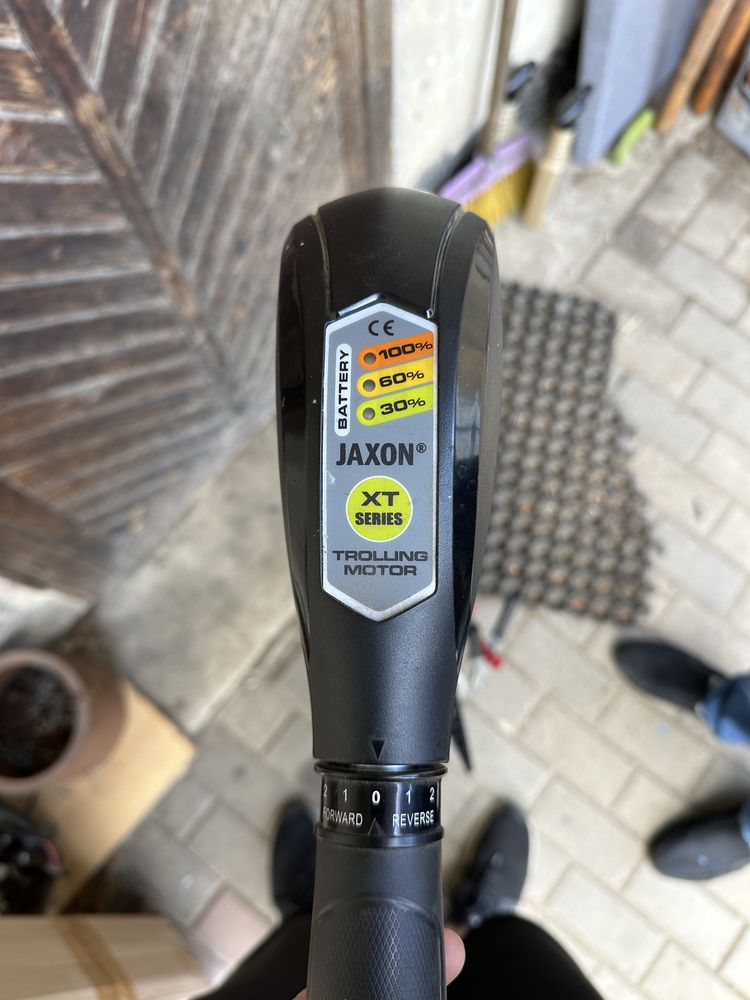 CE
BATTERY
100%
60%
30%
JAXON®
XT
SERIES
TROLLING
MOTOR
2 1 0 1 2
FORWARD REVERSE